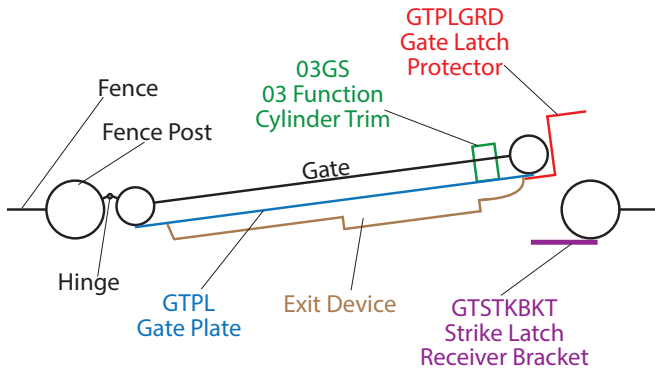 GTPLGRD
Gate Latch
Protector
03GS
03 Function
Cylinder Trim
Fence
Fence Post
Gate
Hinge
GTPL
Gate Plate
Exit Device
GTSTKBKT
Strike Latch
Receiver Bracket